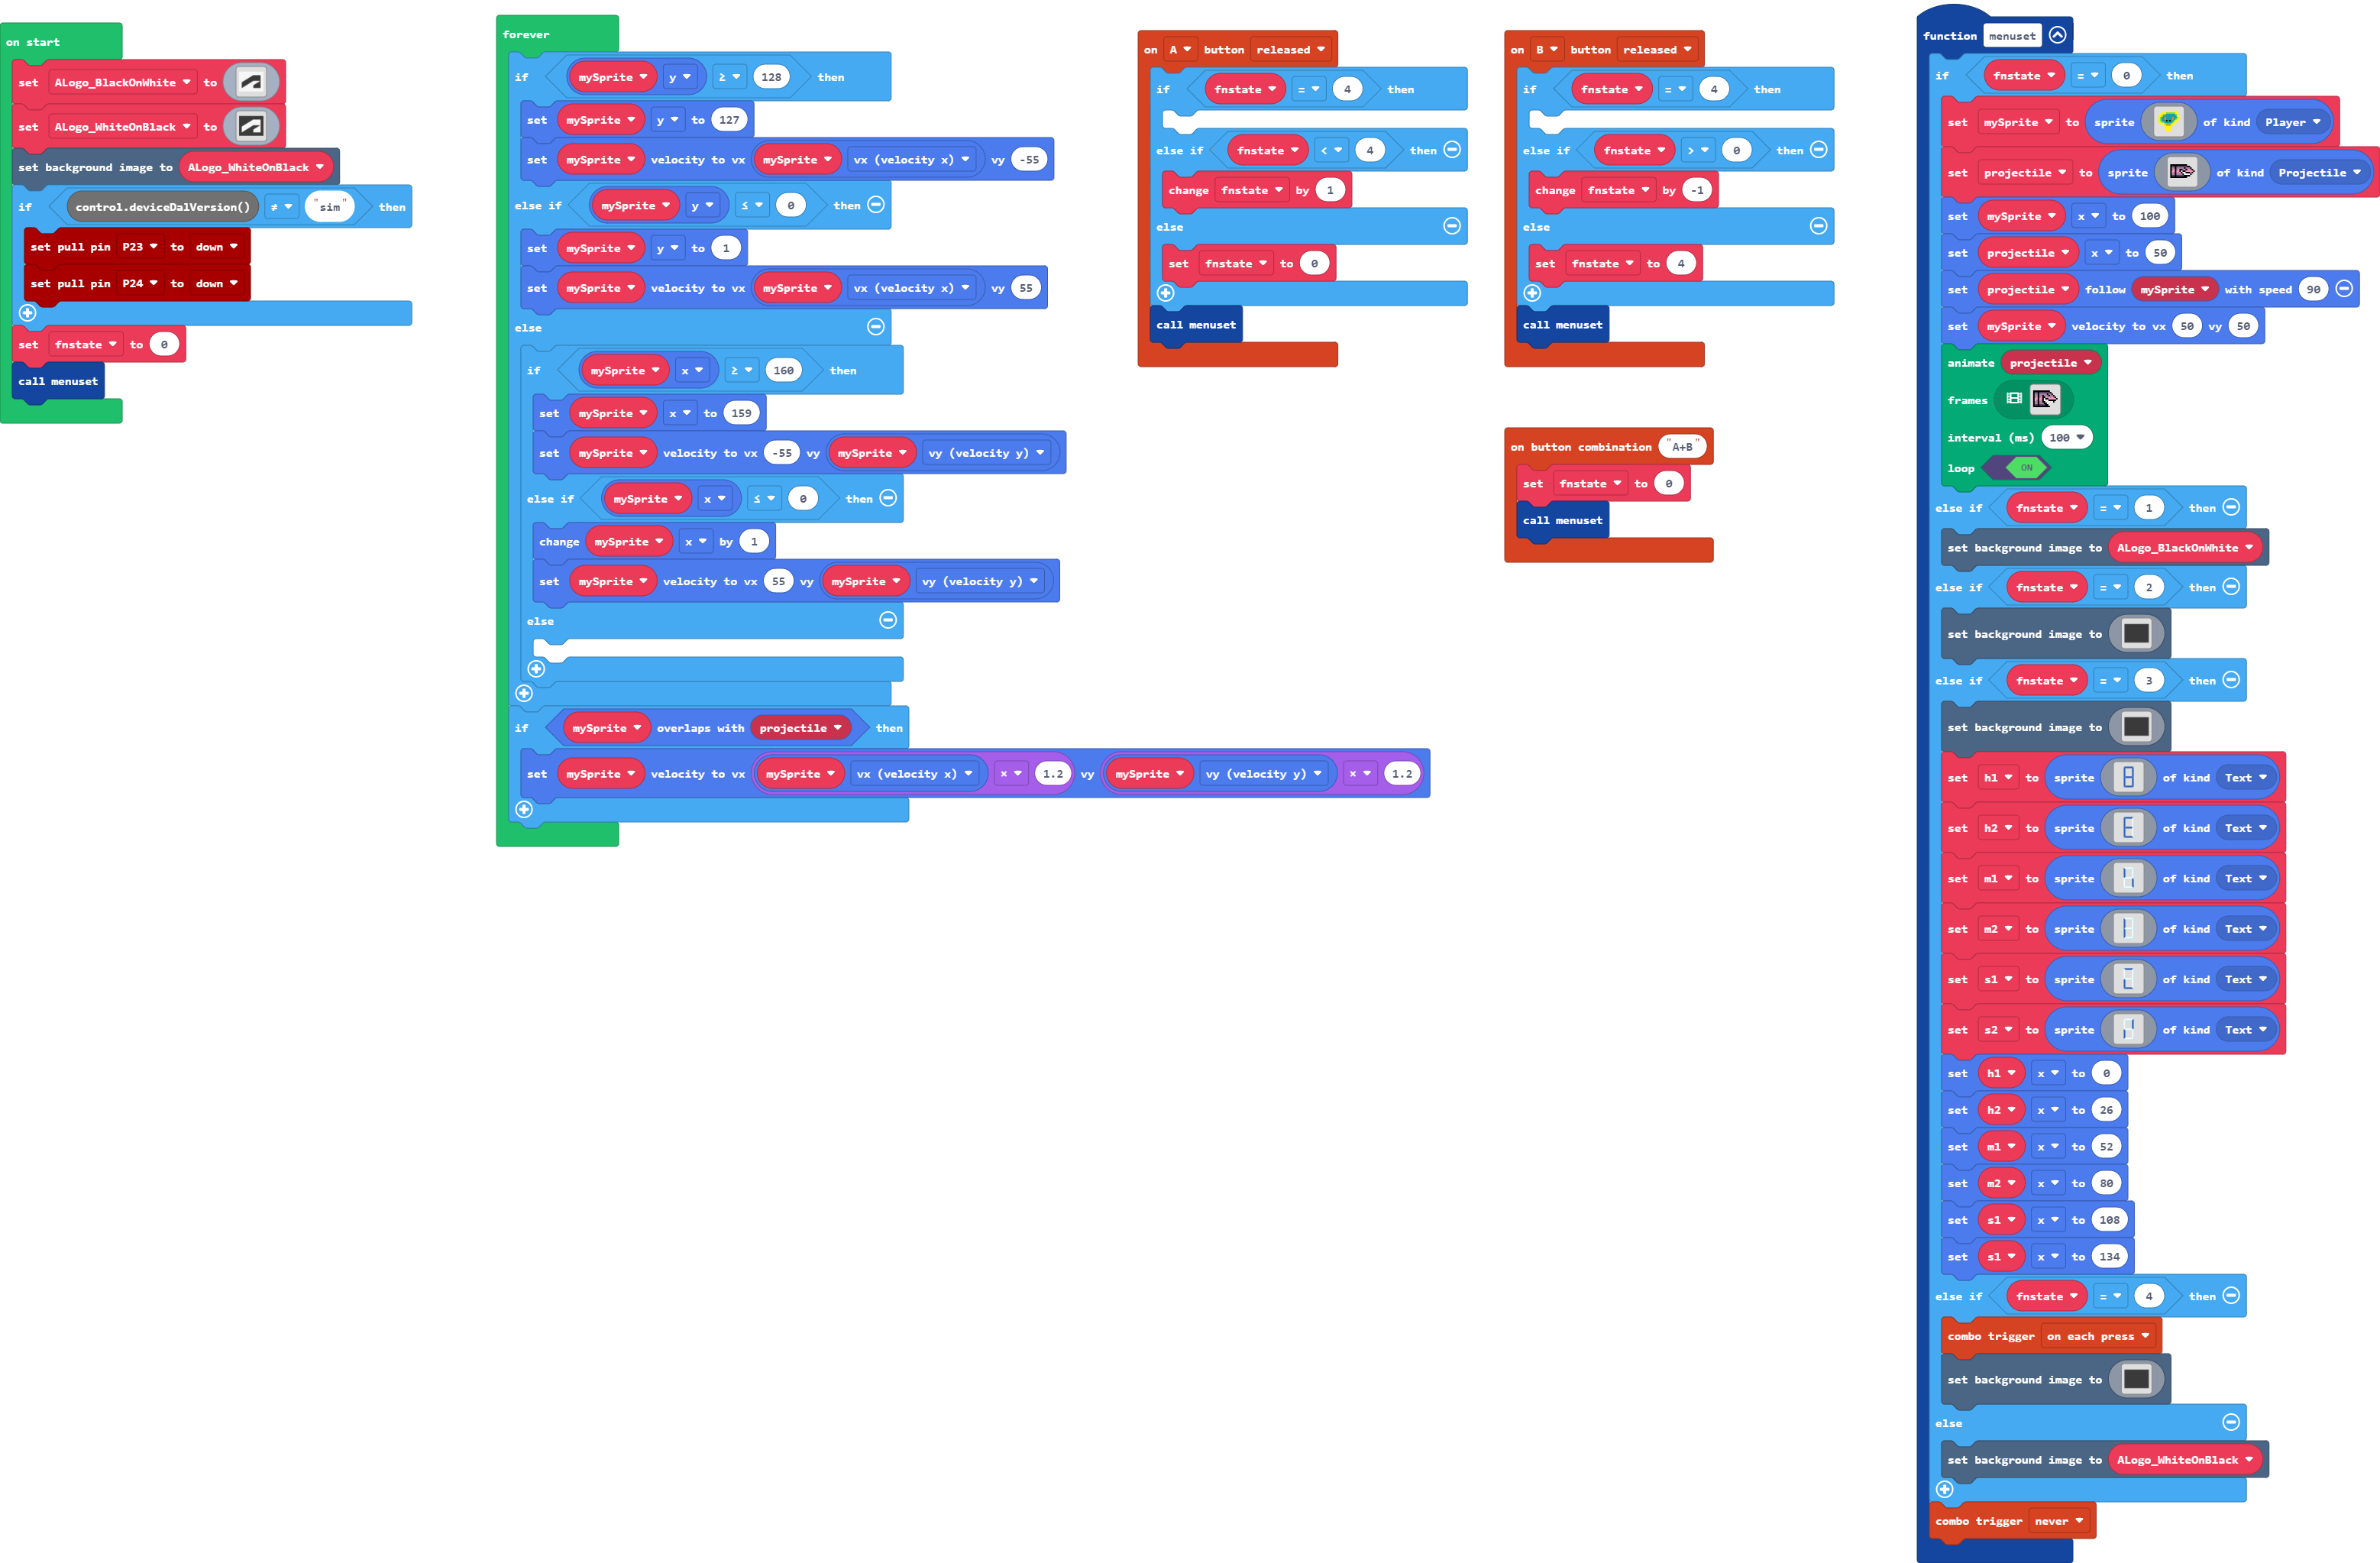 on start
set ALogo_BlackOnWhite to
set ALogo_WhiteOnBlack to
set background image to ALogo_WhiteOnBlack
if control.deviceDalVersion() ≠ "sim" then
set pull pin P23 to down
set pull pin P24 to down
set fnstate to 0
call menuset
forever
if mySprite y ≥ 128 then
set mySprite y to 127
set mySprite velocity to vx mySprite vx (velocity x) vy -55
else if mySprite y ≤ 0 then
set mySprite y to 1
set mySprite velocity to vx mySprite vx (velocity x) vy 55
else
if mySprite x ≥ 160 then
set mySprite x to 159
set mySprite velocity to vx -55 vy mySprite vy (velocity y)
else if mySprite x ≤ 0 then
change mySprite x by 1
set mySprite velocity to vx 55 vy mySprite vy (velocity y)
else
if mySprite overlaps with projectile then
set mySprite velocity to vx mySprite vx (velocity x) × 1.2 vy mySprite vy (velocity y) × 1.2
on A button released
if fnstate = 4 then
else if fnstate < 4 then
change fnstate by 1
else
set fnstate to 0
call menuset
on B button released
if fnstate = 4 then
else if fnstate > 0 then
change fnstate by -1
else
set fnstate to 4
call menuset
on button combination "A+B"
set fnstate to 0
call menuset
function menuset
if fnstate = 0 then
set mySprite to sprite of kind Player
set projectile to sprite of kind Projectile
set mySprite x to 100
set projectile x to 50
set projectile follow mySprite with speed 90
set mySprite velocity to vx 50 vy 50
animate projectile
frames
interval (ms) 100
loop ON
else if fnstate = 1 then
set background image to ALogo_BlackOnWhite
else if fnstate = 2 then
set background image to
else if fnstate = 3 then
set background image to
set h1 to sprite of kind Text
set h2 to sprite of kind Text
set m1 to sprite of kind Text
set m2 to sprite of kind Text
set s1 to sprite of kind Text
set s2 to sprite of kind Text
set h1 x to 0
set h2 x to 26
set m1 x to 52
set m2 x to 80
set s1 x to 108
set s1 x to 134
else if fnstate = 4 then
combo trigger on each press
set background image to
else
set background image to ALogo_WhiteOnBlack
combo trigger never